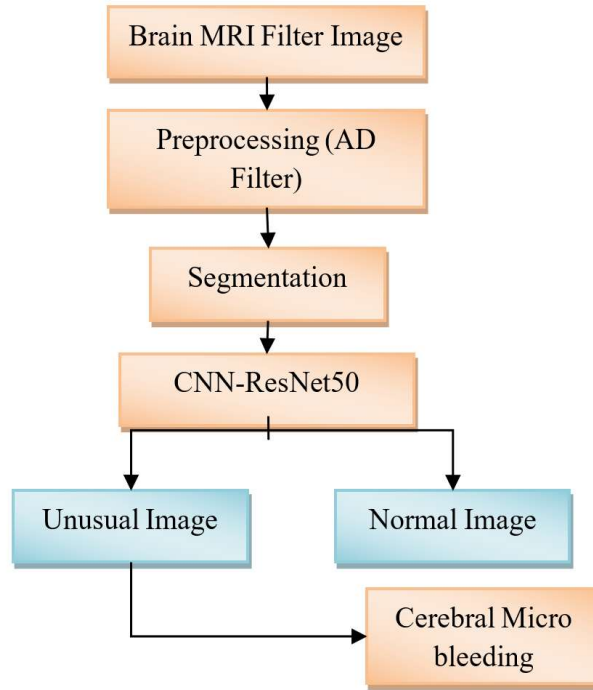 Brain MRI Filter Image
Preprocessing (AD
Filter)
Segmentation
CNN-ResNet50
Unusual Image
Normal Image
Cerebral Micro
bleeding